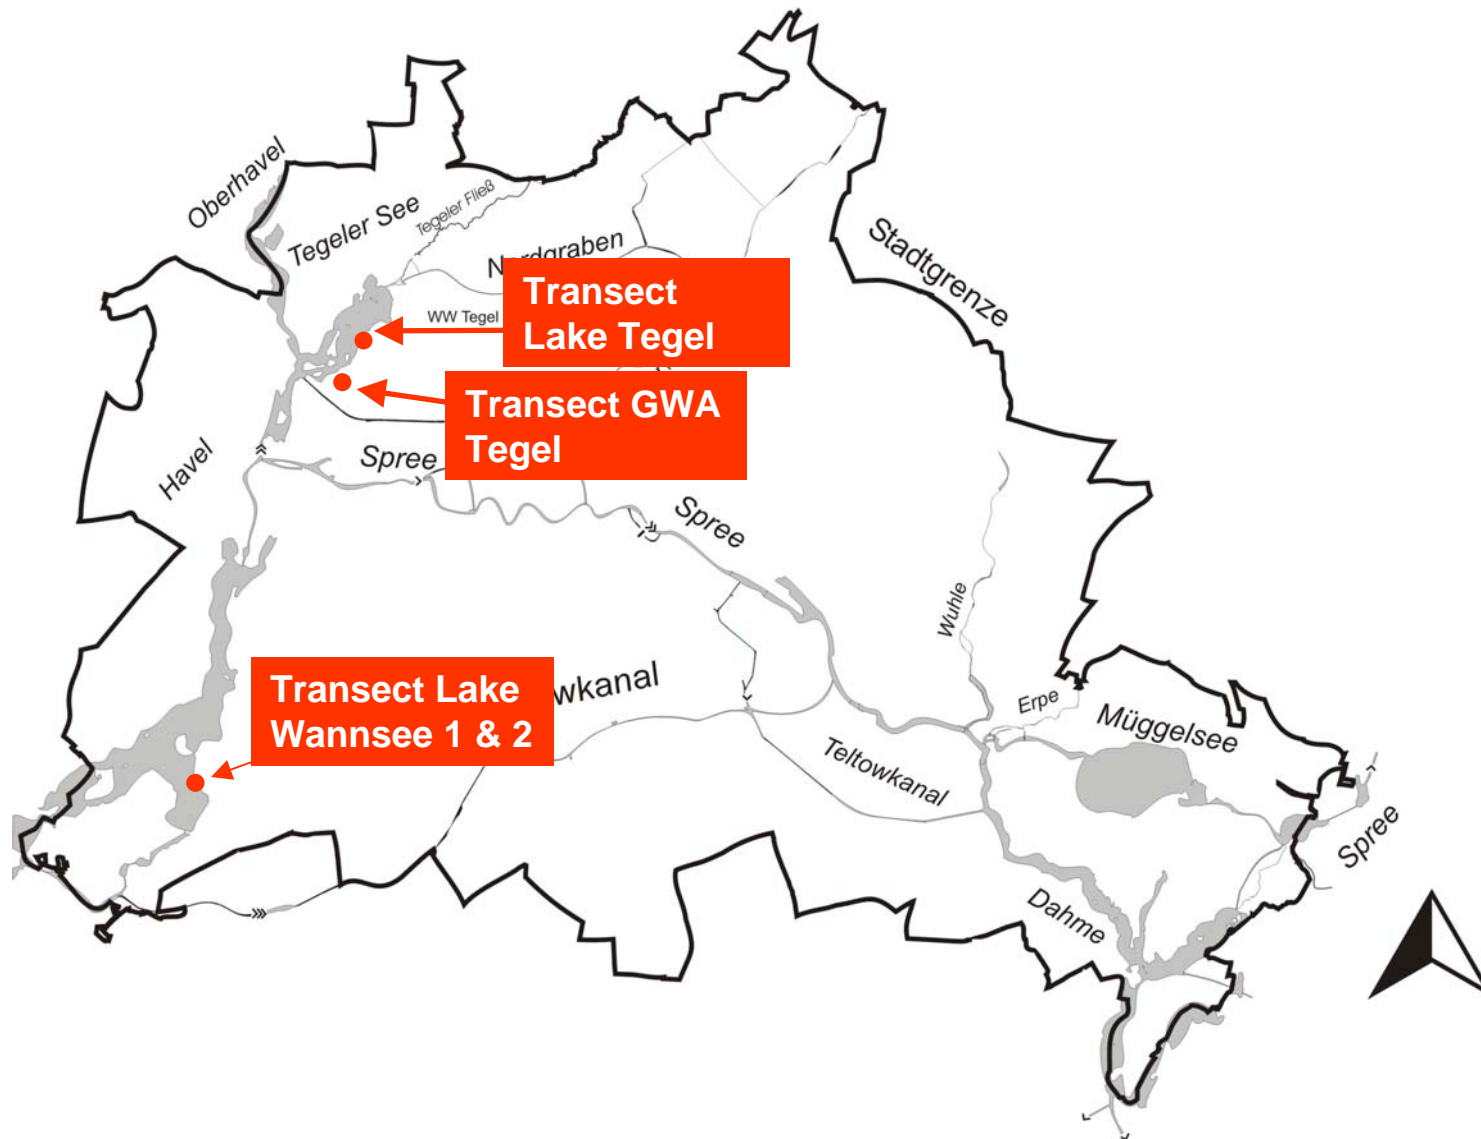 Oberhavel
Tegeler See
Tegeler Fließ
Nordgraben
Stadtgrenze
WW Tegel
Transect
Lake Tegel
Transect GWA
Tegel
Havel
Spree
Spree
Wuhle
Transect Lake
Wannsee 1 & 2
wkanal
Teltowkanal
Erpe
Müggelsee
Spree
Dahme